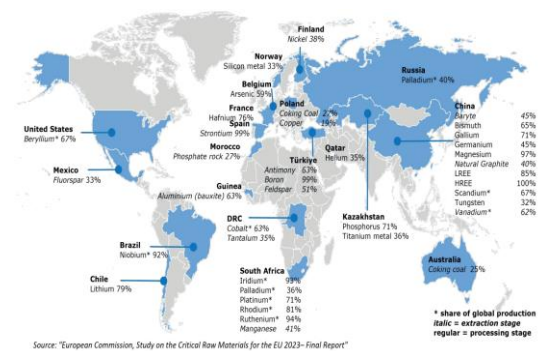 Finland
Nickel 38%
Norway
Silicon metal 33%
Belgium
Arsenic 59%
France
Hafnium 76%
Spain
Strontium 99%
Poland
Coking Coal 27%
Copper 19%
Russia
Palladium* 40%
China
Baryte 45%
Bismuth 65%
Gallium 71%
Germanium 45%
Magnesium 97%
Natural Graphite 40%
LREE 85%
HREE 100%
Scandium* 67%
Tungsten 32%
Vanadium* 62%
United States
Beryllium* 67%
Mexico
Fluorspar 33%
Morocco
Phosphate rock 27%
Qatar
Helium 35%
Türkiye
Antimony 63%
Boron 99%
Feldspar 51%
Guinea
Aluminium (bauxite) 63%
DRC
Cobalt* 63%
Tantalum 35%
Kazakhstan
Phosphorus 71%
Titanium metal 36%
Brazil
Niobium* 92%
Chile
Lithium 79%
South Africa
Iridium* 93%
Palladium* 36%
Platinum* 71%
Rhodium* 81%
Ruthenium* 94%
Manganese 41%
Australia
Coking coal 25%
* share of global production
italic = extraction stage
regular = processing stage
Source: "European Commission, Study on the Critical Raw Materials for the EU 2023– Final Report"